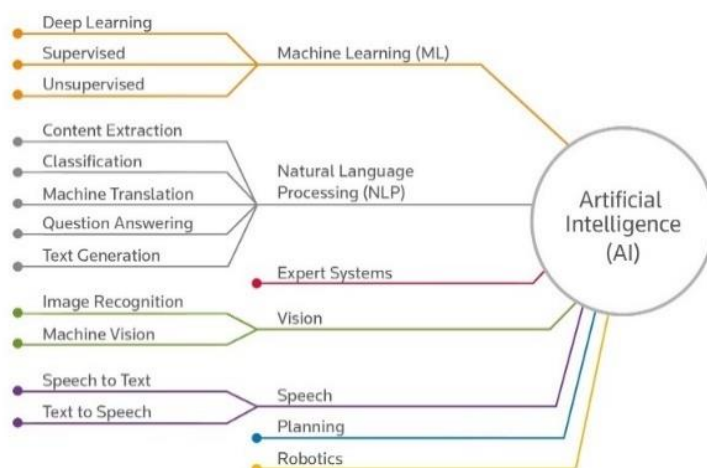 Deep Learning
Supervised
Unsupervised
Machine Learning (ML)
Content Extraction
Classification
Machine Translation
Question Answering
Text Generation
Natural Language
Processing (NLP)
Expert Systems
Image Recognition
Machine Vision
Vision
Speech to Text
Text to Speech
Speech
Planning
Robotics
Artificial
Intelligence
(AI)